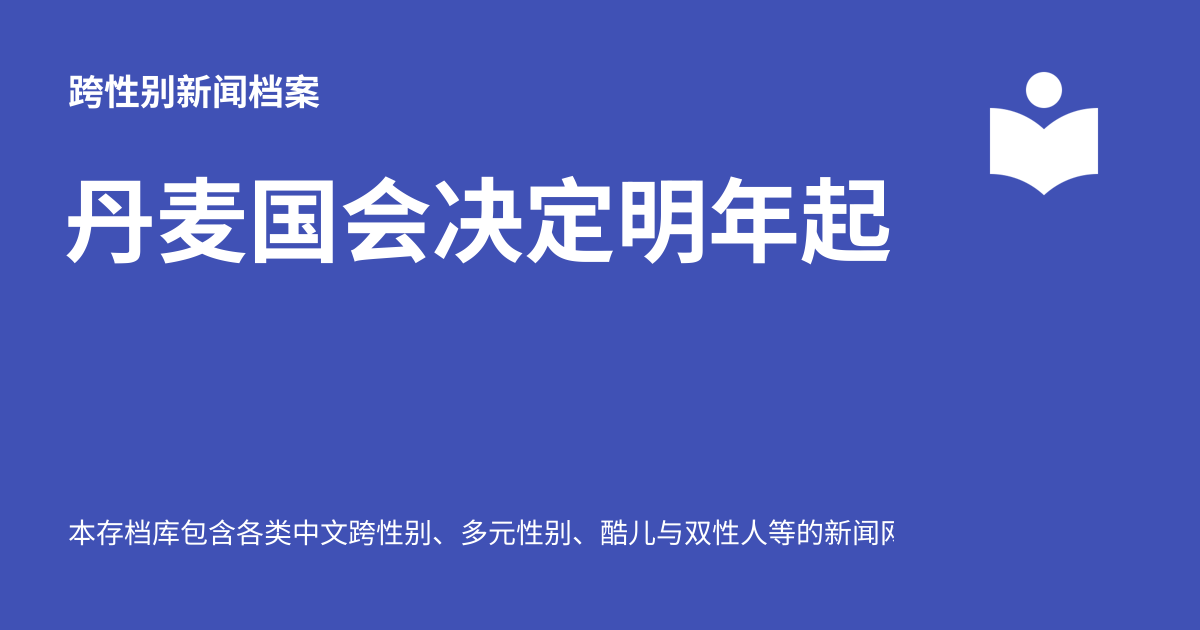 跨性别新闻档案
丹麦国会决定明年起
本存档库包含各类中文跨性别、多元性别、酷儿与双性人等的新闻